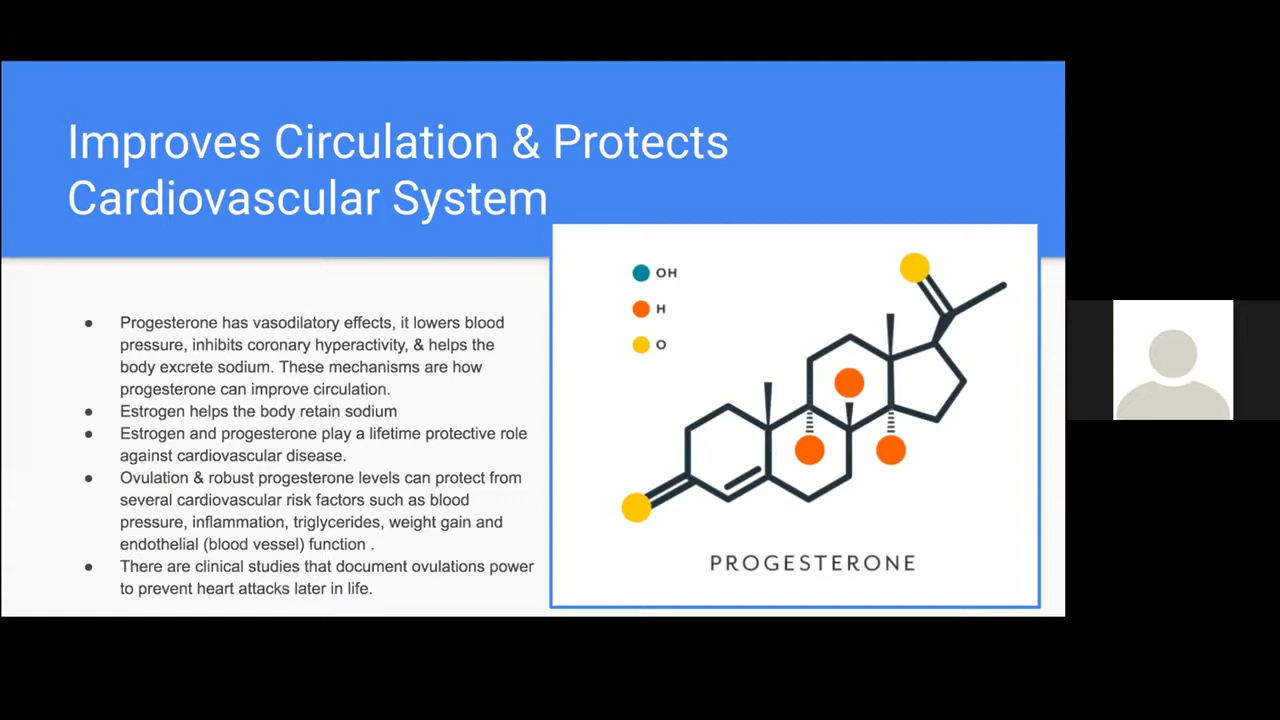 Improves Circulation & Protects
Cardiovascular System
● Progesterone has vasodilatory effects, it lowers blood
pressure, inhibits coronary hyperactivity, & helps the
body excrete sodium. These mechanisms are how
progesterone can improve circulation.
● Estrogen helps the body retain sodium
● Estrogen and progesterone play a lifetime protective role
against cardiovascular disease.
● Ovulation & robust progesterone levels can protect from
several cardiovascular risk factors such as blood
pressure, inflammation, triglycerides, weight gain and
endothelial (blood vessel) function .
● There are clinical studies that document ovulations power
to prevent heart attacks later in life.
OH
H
O
PROGESTERONE